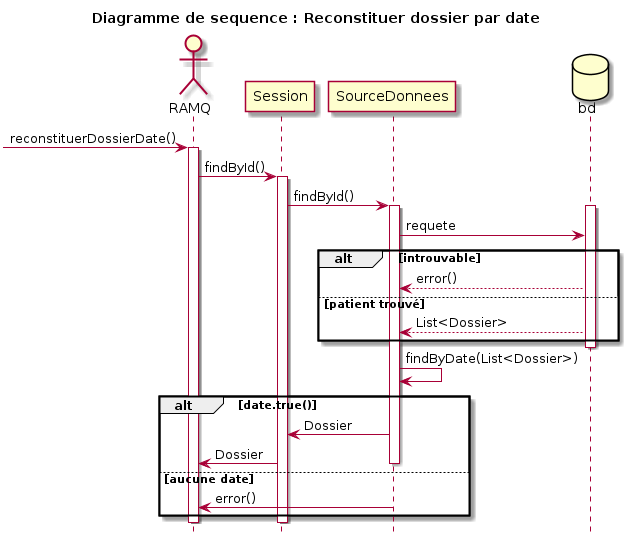 Diagramme de sequence : Reconstituer dossier par date
RAMQ
Session
SourceDonnees
bd
reconstituerDossierDate()
findById()
findById()
requete
alt
[introuvable]
error()
[patient trouvé]
List<Dossier>
findByDate(List<Dossier>)
alt
[date.true()]
Dossier
Dossier
[aucune date]
error()